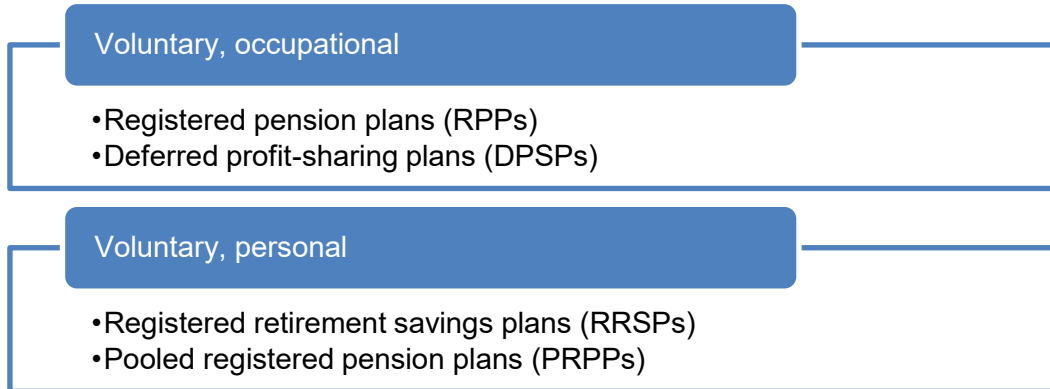 Voluntary, occupational
•Registered pension plans (RPPs)
•Deferred profit-sharing plans (DPSPs)
Voluntary, personal
•Registered retirement savings plans (RRSPs)
•Pooled registered pension plans (PRPPs)